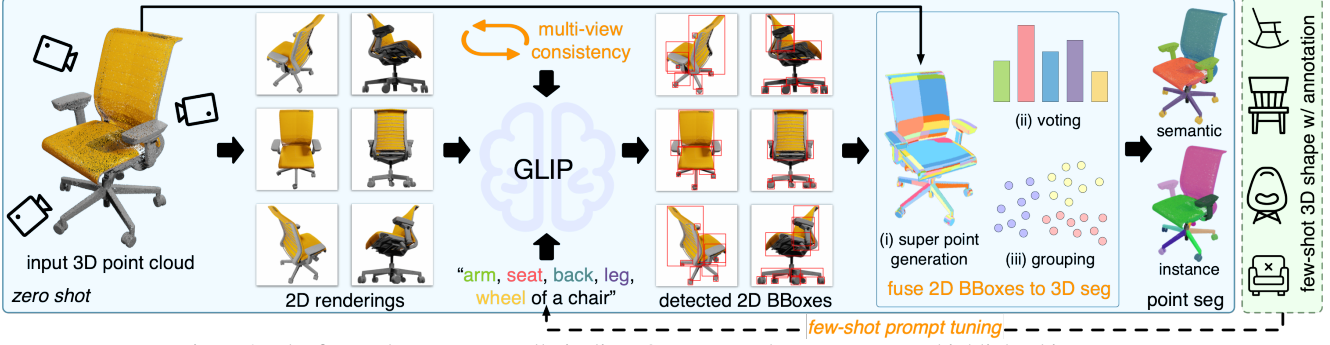 multi-view
consistency
GLIP
(ii) voting
semantic
input 3D point cloud
(i) super point
generation
(iii) grouping
instance
"arm, seat, back, leg,
wheel of a chair"
zero shot
2D renderings
detected 2D BBoxes
fuse 2D BBoxes to 3D seg
point seg
few-shot 3D shape w/ annotation
few-shot prompt tuning